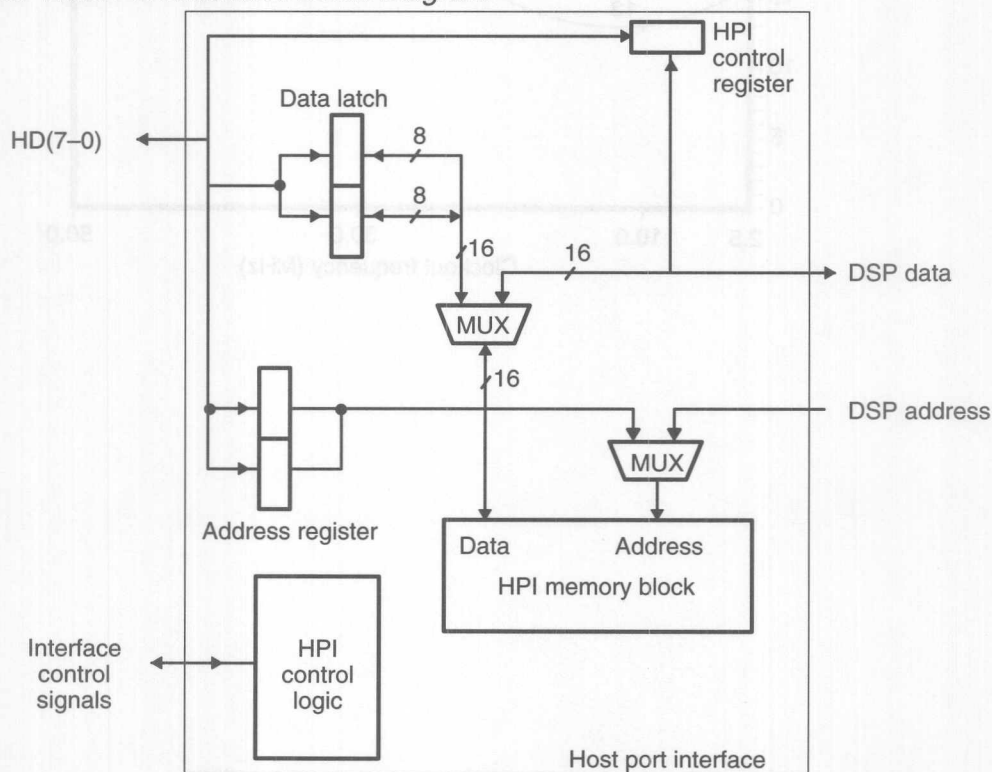 HPI
control
register
Data latch
HD(7–0)
8
8
16
16
DSP data
MUX
16
DSP address
MUX
Address register
Data
Address
HPI memory block
Interface
control
signals
HPI
control
logic
Host port interface